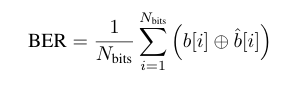 BER = \frac{1}{N_{\text{bits}}} \sum_{i=1}^{N_{\text{bits}}} \left( b[i] \oplus \hat{b}[i] \right)